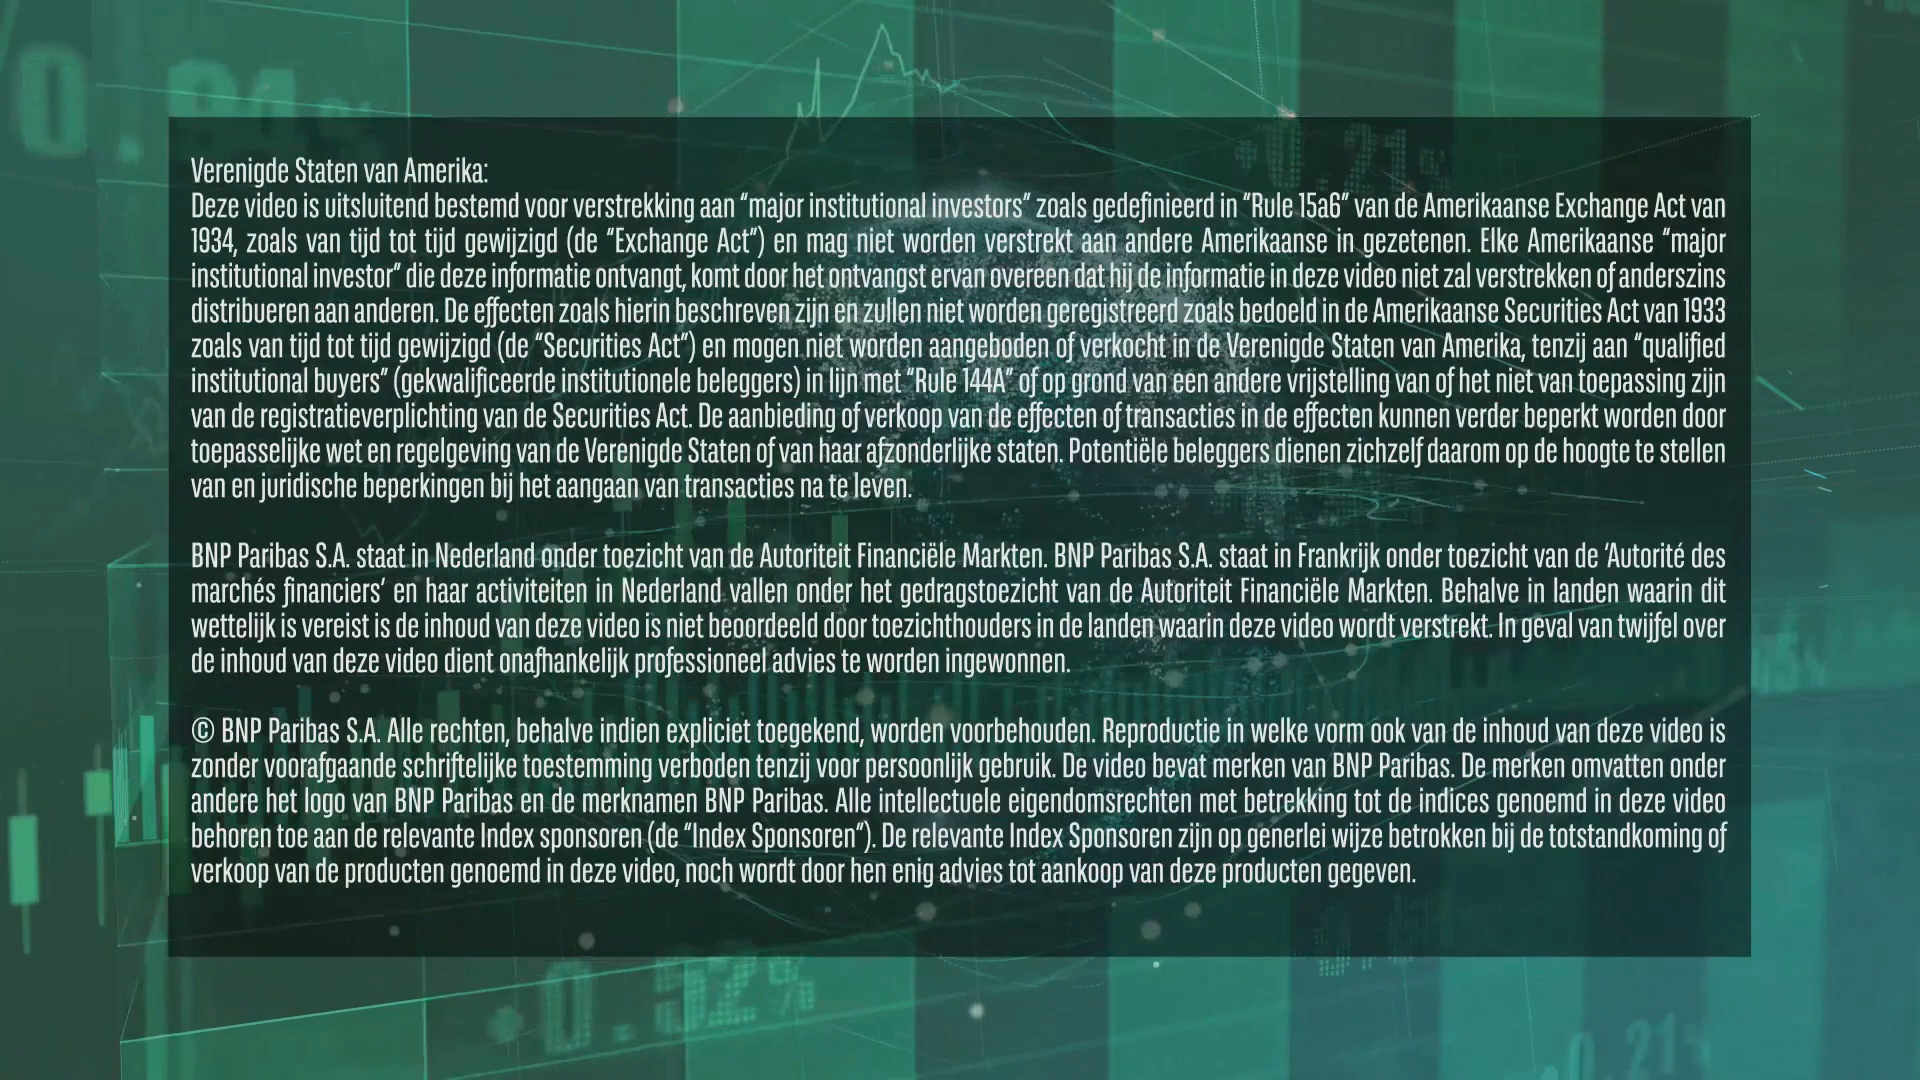 Verenigde Staten van Amerika:
Deze video is uitsluitend bestemd voor verstrekking aan “major institutional investors” zoals gedefinieerd in “Rule 15a6” van de Amerikaanse Exchange Act van
1934, zoals van tijd tot tijd gewijzigd (de “Exchange Act”) en mag niet worden verstrekt aan andere Amerikaanse in gezetenen. Elke Amerikaanse “major
institutional investor” die deze informatie ontvangt, komt door het ontvangst ervan overeen dat hij de informatie in deze video niet zal verstrekken of anderszins
distribueren aan anderen. De effecten zoals hierin beschreven zijn en zullen niet worden geregistreerd zoals bedoeld in de Amerikaanse Securities Act van 1933
zoals van tijd tot tijd gewijzigd (de “Securities Act”) en mogen niet worden aangeboden of verkocht in de Verenigde Staten van Amerika, tenzij aan “qualified
institutional buyers” (gekwalificeerde institutionele beleggers) in lijn met “Rule 144A” of op grond van een andere vrijstelling van of het niet van toepassing zijn
van de registratieverplichting van de Securities Act. De aanbieding of verkoop van de effecten of transacties in de effecten kunnen verder beperkt worden door
toepasselijke wet en regelgeving van de Verenigde Staten of van haar afzonderlijke staten. Potentiële beleggers dienen zichzelf daarom op de hoogte te stellen
van en juridische beperkingen bij het aangaan van transacties na te leven.
BNP Paribas S.A. staat in Nederland onder toezicht van de Autoriteit Financiële Markten. BNP Paribas S.A. staat in Frankrijk onder toezicht van de ‘Autorité des
marchés financiers’ en haar activiteiten in Nederland vallen onder het gedragstoezicht van de Autoriteit Financiële Markten. Behalve in landen waarin dit
wettelijk is vereist is de inhoud van deze video is niet beoordeeld door toezichthouders in de landen waarin deze video wordt verstrekt. In geval van twijfel over
de inhoud van deze video dient onafhankelijk professioneel advies te worden ingewonnen.
© BNP Paribas S.A. Alle rechten, behalve indien expliciet toegekend, worden voorbehouden. Reproductie in welke vorm ook van de inhoud van deze video is
zonder voorafgaande schriftelijke toestemming verboden tenzij voor persoonlijk gebruik. De video bevat merken van BNP Paribas. De merken omvatten onder
andere het logo van BNP Paribas en de merknamen BNP Paribas. Alle intellectuele eigendomsrechten met betrekking tot de indices genoemd in deze video
behoren toe aan de relevante Index sponsoren (de “Index Sponsoren”). De relevante Index Sponsoren zijn op generlei wijze betrokken bij de totstandkoming of
verkoop van de producten genoemd in deze video, noch wordt door hen enig advies tot aankoop van deze producten gegeven.
0.32%